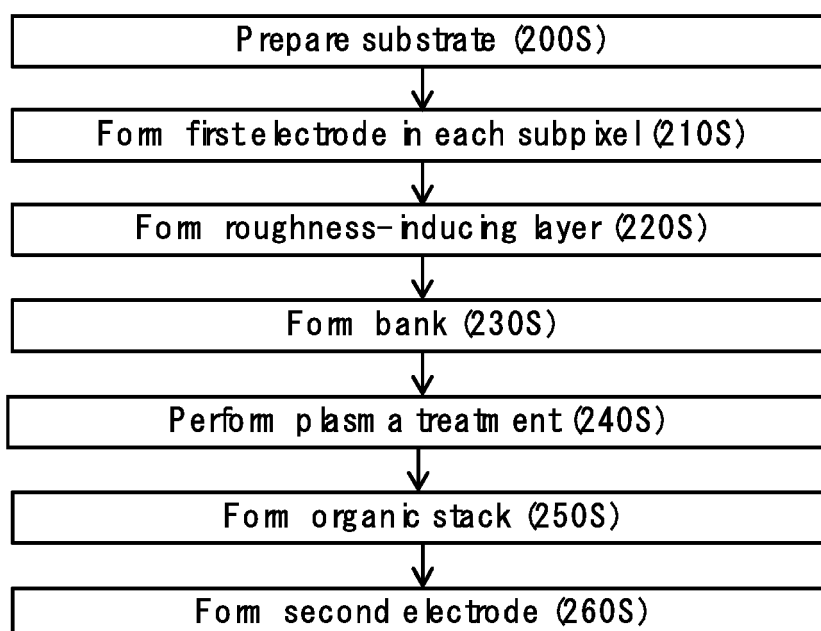 Prepare substrate (200S)
Form first electrode in each subpixel (210S)
Form roughness-inducing layer (220S)
Form bank (230S)
Perform plasma treatment (240S)
Form organic stack (250S)
Form second electrode (260S)